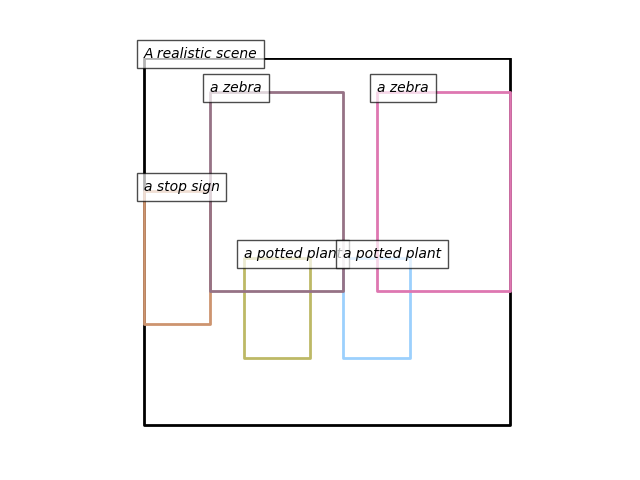 A realistic scene
a zebra
a zebra
a stop sign
a potted plant
a potted plant